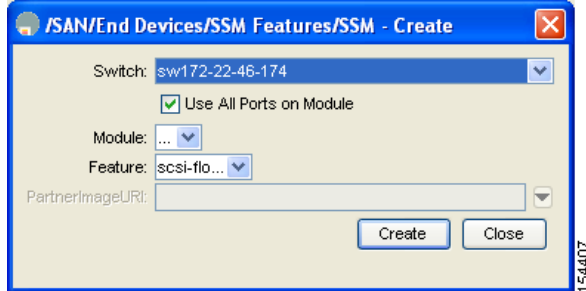 /SAN/End Devices/SSM Features/SSM - Create
Switch: sw172-22-46-174
Use All Ports on Module
Module: ...
Feature: scsi-flo...
PartnerImageURI:
Create Close
154407